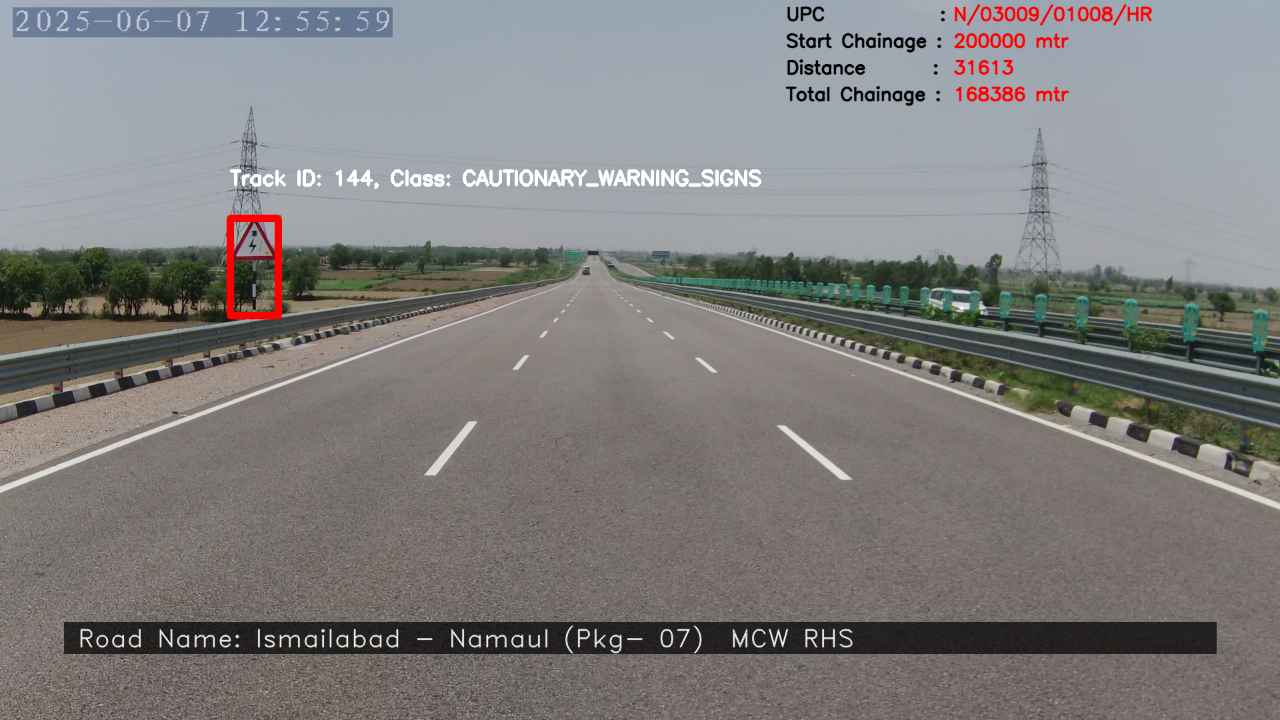 2025-06-07 12:55:59
UPC : N/03009/01008/HR
Start Chainage : 200000 mtr
Distance : 31613
Total Chainage : 168386 mtr
Track ID: 144, Class: CAUTIONARY_WARNING_SIGNS
Road Name: Ismailabad - Namaul (Pkg- 07) MCW RHS